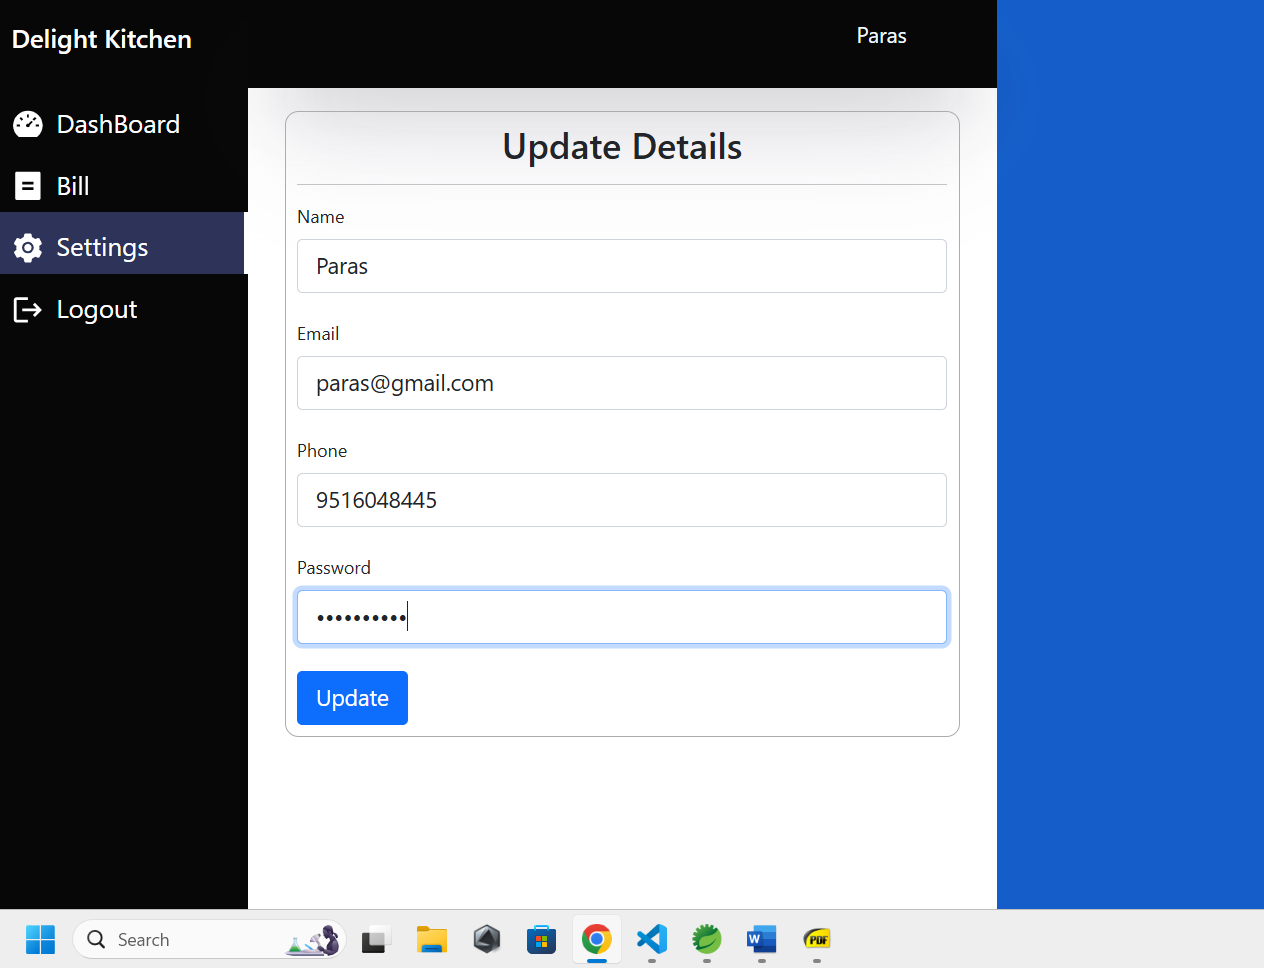 Delight Kitchen
Paras
DashBoard
Bill
Settings
Logout
Update Details
Name
Paras
Email
paras@gmail.com
Phone
9516048445
Password
••••••••••
Update
Search
W
PDF